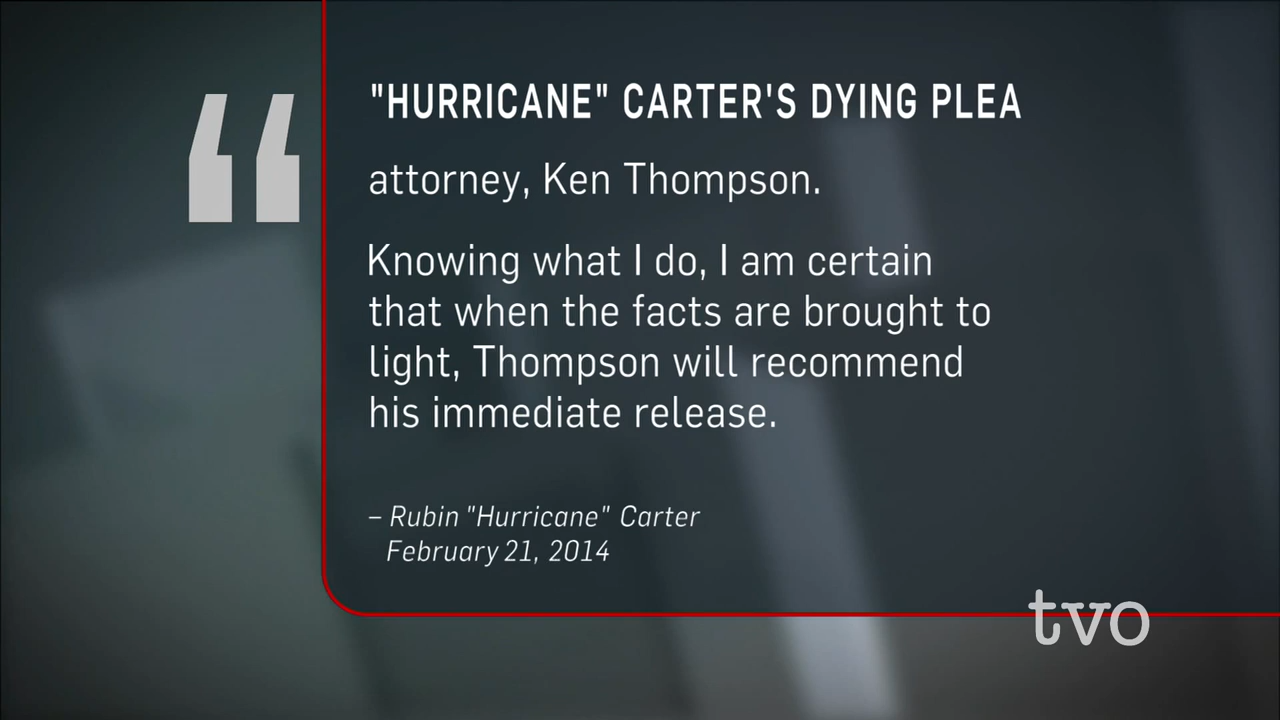 "HURRICANE" CARTER'S DYING PLEA
attorney, Ken Thompson.
Knowing what I do, I am certain
that when the facts are brought to
light, Thompson will recommend
his immediate release.
– Rubin "Hurricane" Carter
February 21, 2014
tvo